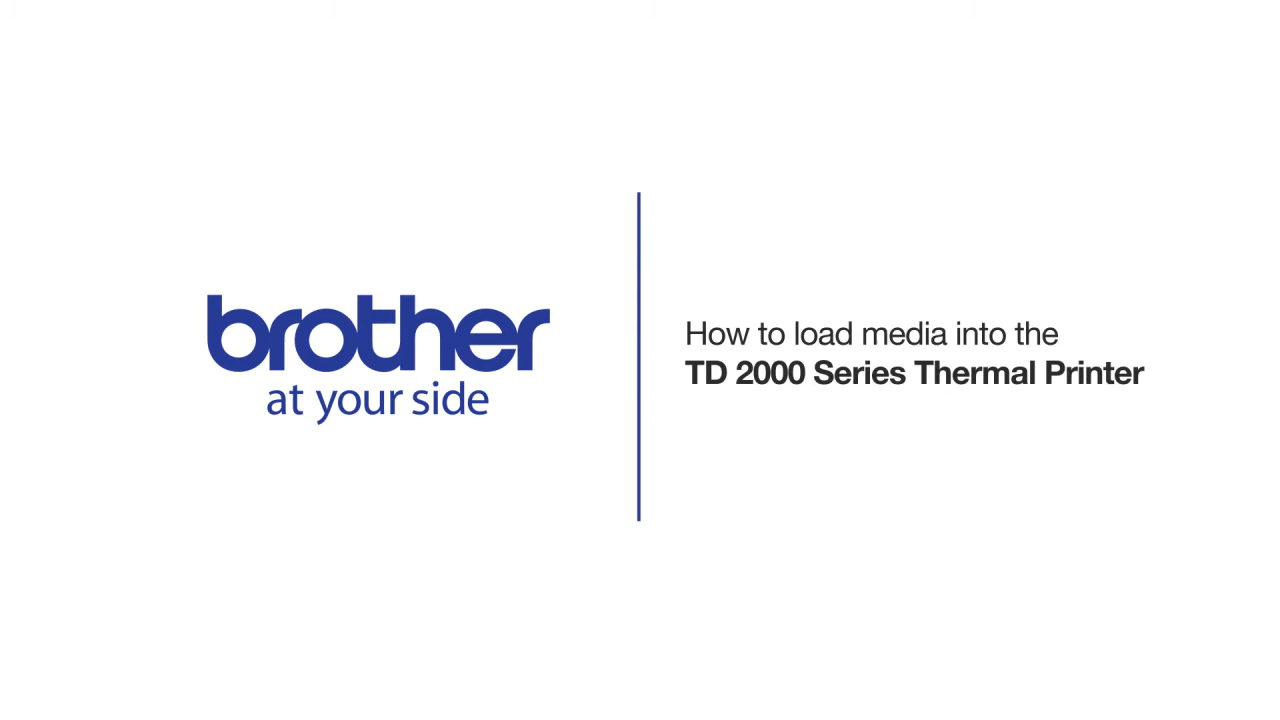 brother
at your side
How to load media into the
TD 2000 Series Thermal Printer